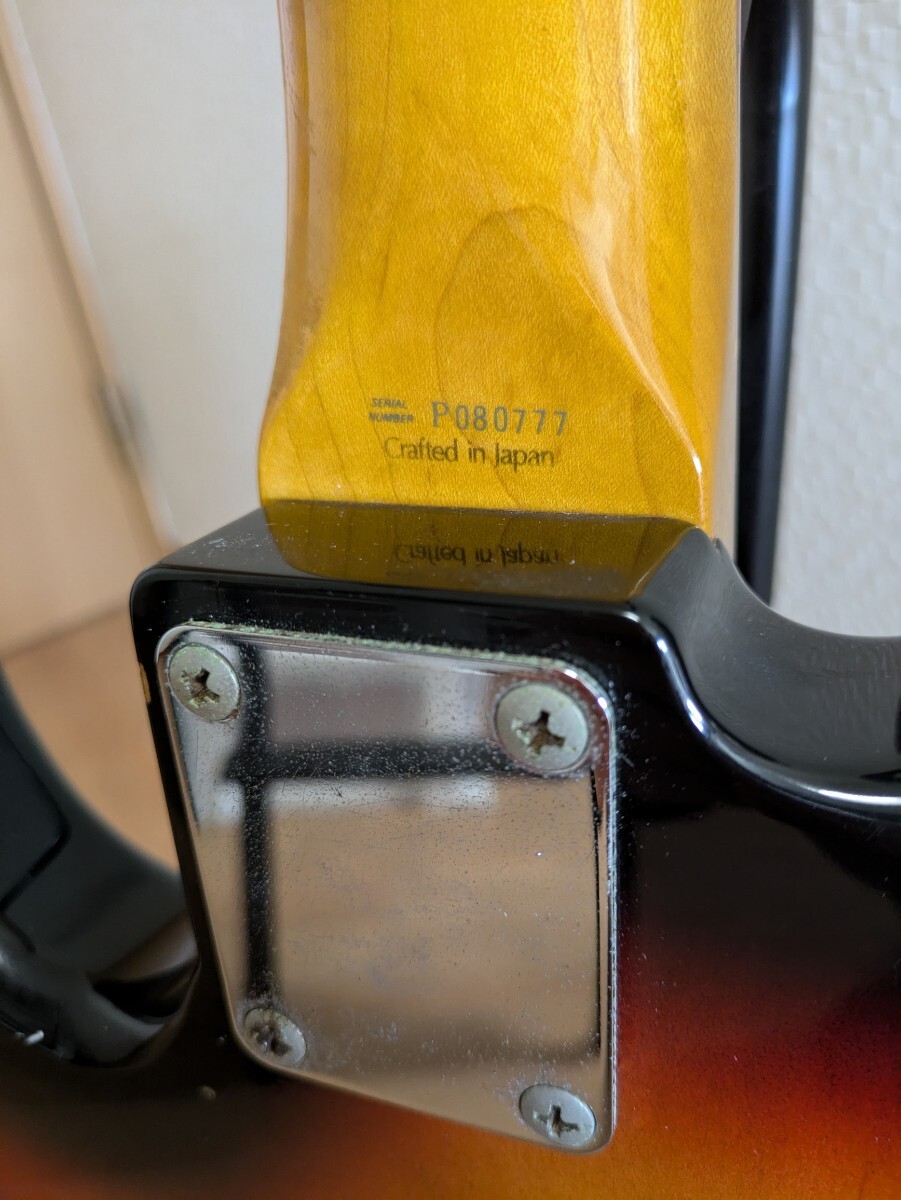 SERIAL
NUMBER P080777
Crafted in Japan
Crafted in Japan